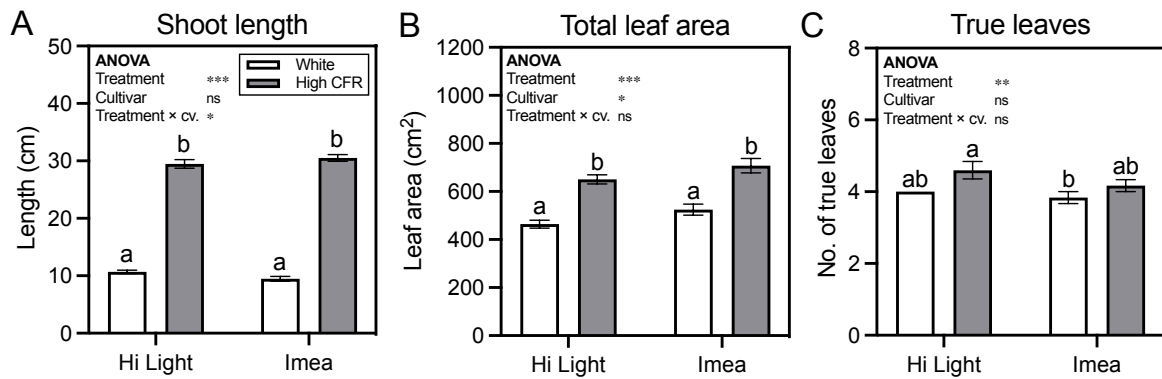 A Shoot length
50
40
30
20
10
0
Length (cm)
ANOVA
Treatment ***
Cultivar ns
Treatment × cv. *
White
High CFR
a b a b
Hi Light Imea
B Total leaf area
1200
1000
800
600
400
200
0
Leaf area (cm²)
ANOVA
Treatment ***
Cultivar *
Treatment × cv. ns
a b a b
Hi Light Imea
C True leaves
8
6
4
2
0
No. of true leaves
ANOVA
Treatment **
Cultivar ns
Treatment × cv. ns
ab a b ab
Hi Light Imea